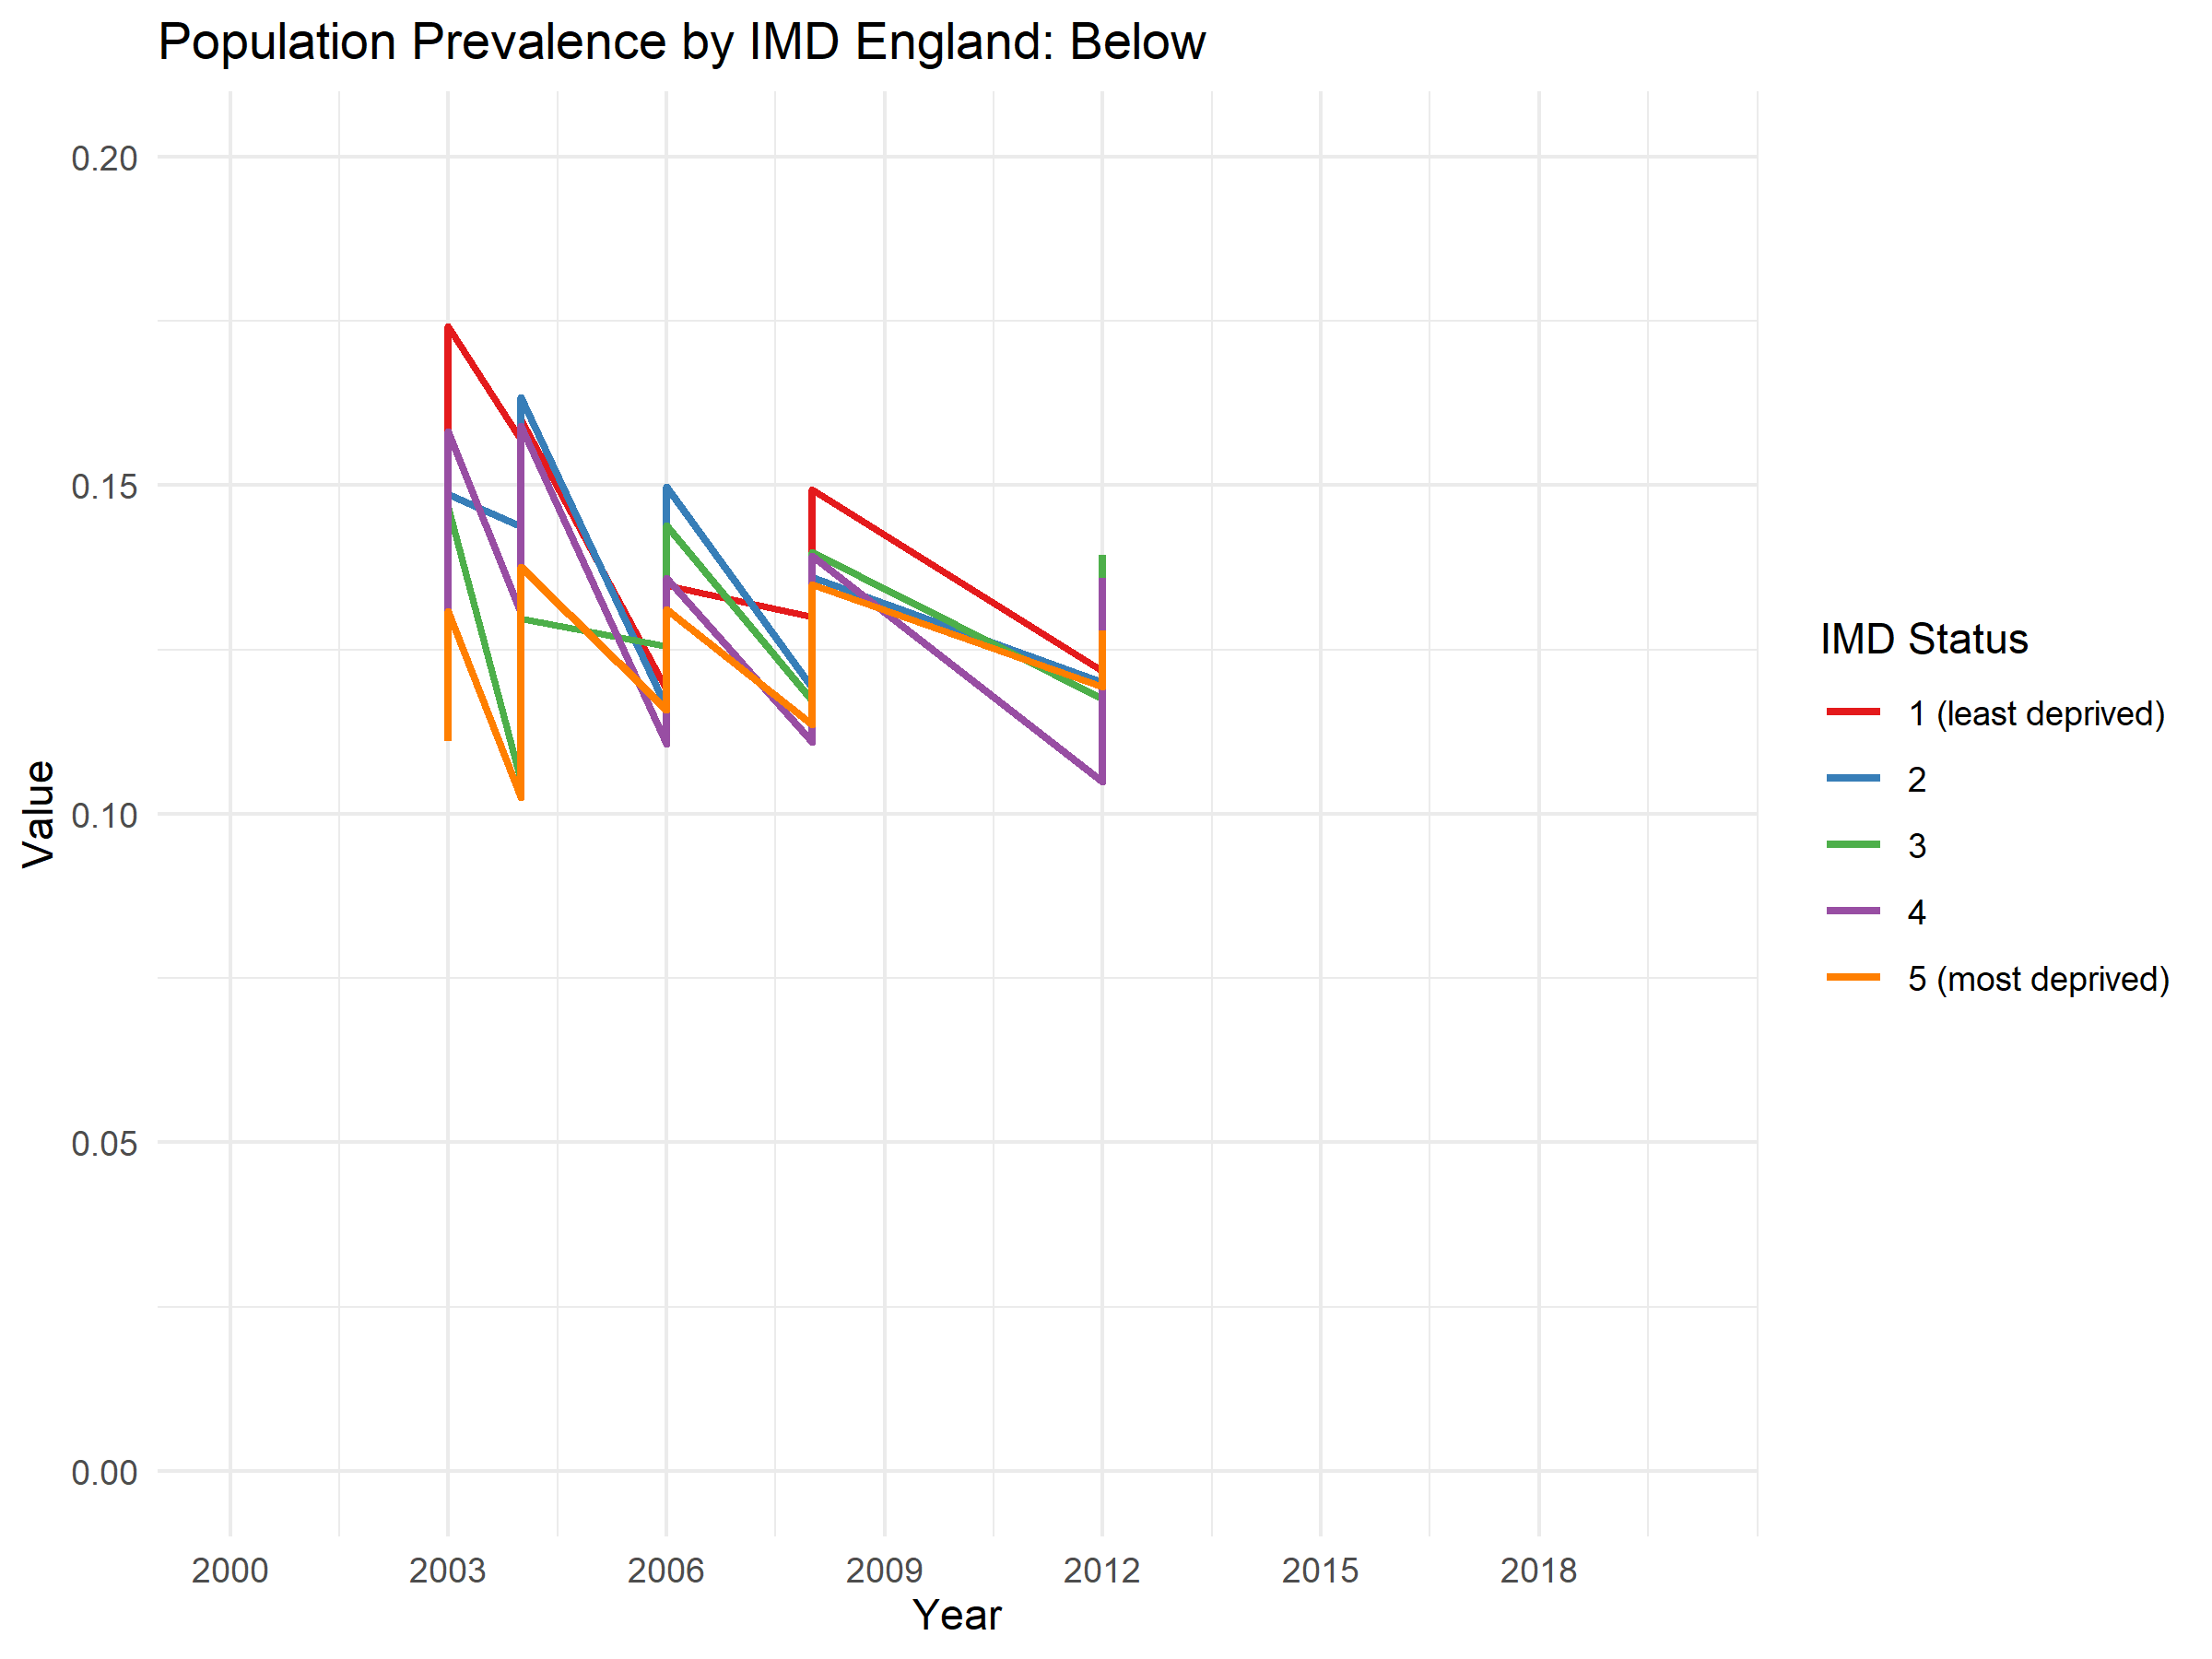 Population Prevalence by IMD England: Below
0.20
0.15
0.10
0.05
0.00
Value
2000 2003 2006 2009 2012 2015 2018
Year
IMD Status
1 (least deprived)
2
3
4
5 (most deprived)